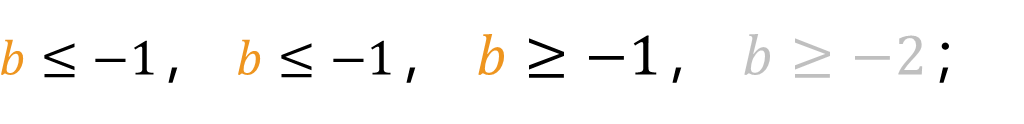 b ≤ −1, b ≤ −1, b ≥ −1, b ≥ −2;